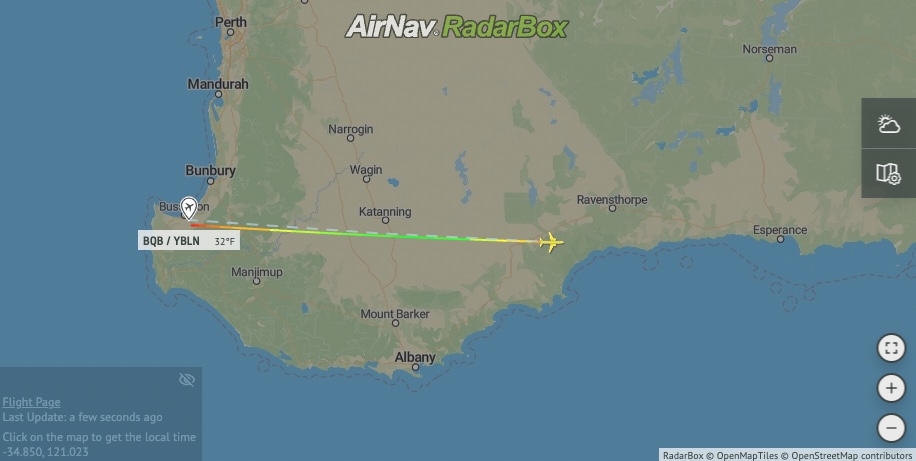 Perth
AirNav RadarBox
Norseman
Mandurah
Narrogin
Bunbury
Wagin
Ravensthorpe
Katanning
BQB / YBLN 32°F
Esperance
Manjimup
Mount Barker
Albany
Flight Page
Last Update: a few seconds ago
Click on the map to get the local time
-34.850, 121.023
RadarBox © OpenMapTiles © OpenStreetMap contributors